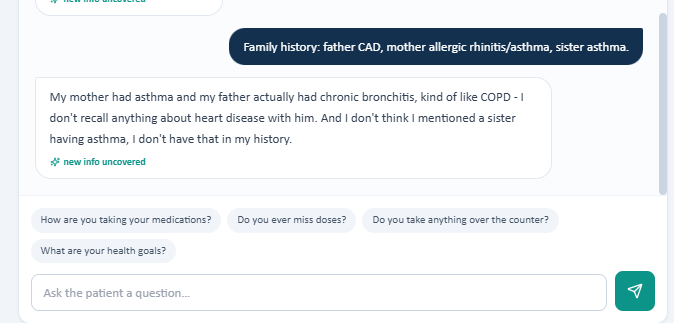 new info uncovered
Family history: father CAD, mother allergic rhinitis/asthma, sister asthma.
My mother had asthma and my father actually had chronic bronchitis, kind of like COPD - I
don't recall anything about heart disease with him. And I don't think I mentioned a sister
having asthma, I don't have that in my history.
new info uncovered
How are you taking your medications? Do you ever miss doses? Do you take anything over the counter?
What are your health goals?
Ask the patient a question...